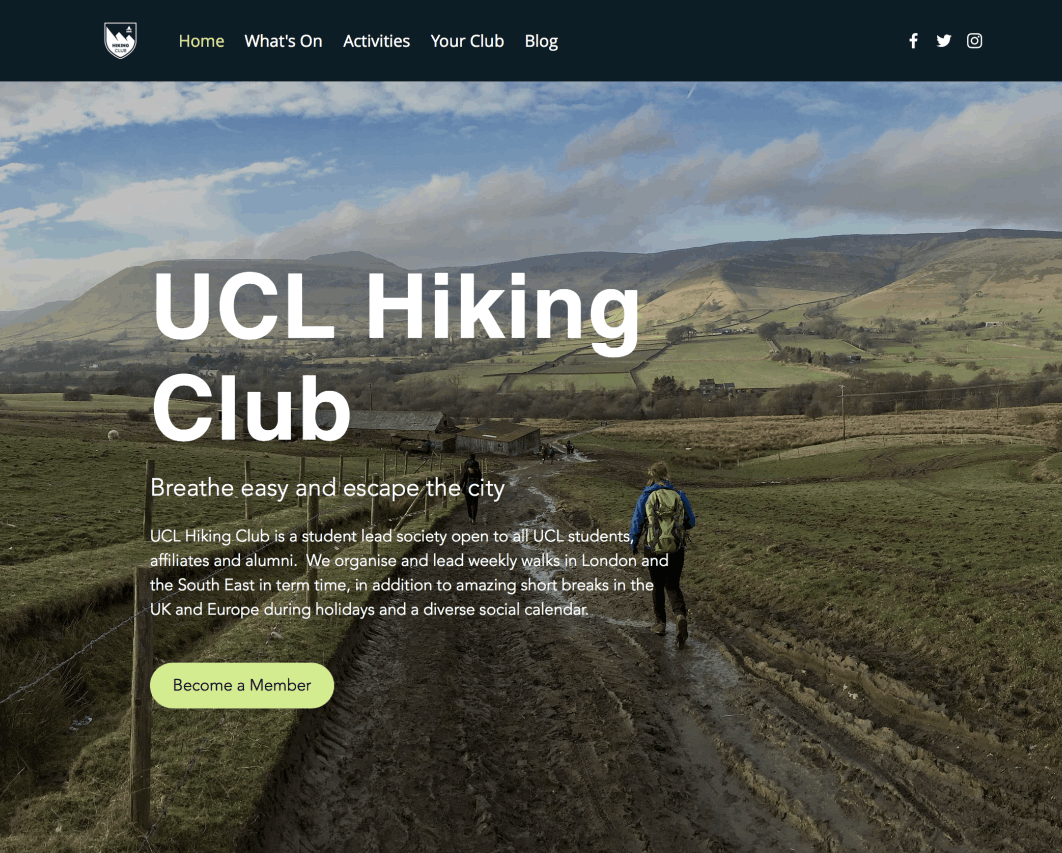 HIKING
CLUB
Home What's On Activities Your Club Blog
UCL Hiking
Club
Breathe easy and escape the city
UCL Hiking Club is a student lead society open to all UCL students,
affiliates and alumni.  We organise and lead weekly walks in London and
the South East in term time, in addition to amazing short breaks in the
UK and Europe during holidays and a diverse social calendar.
Become a Member